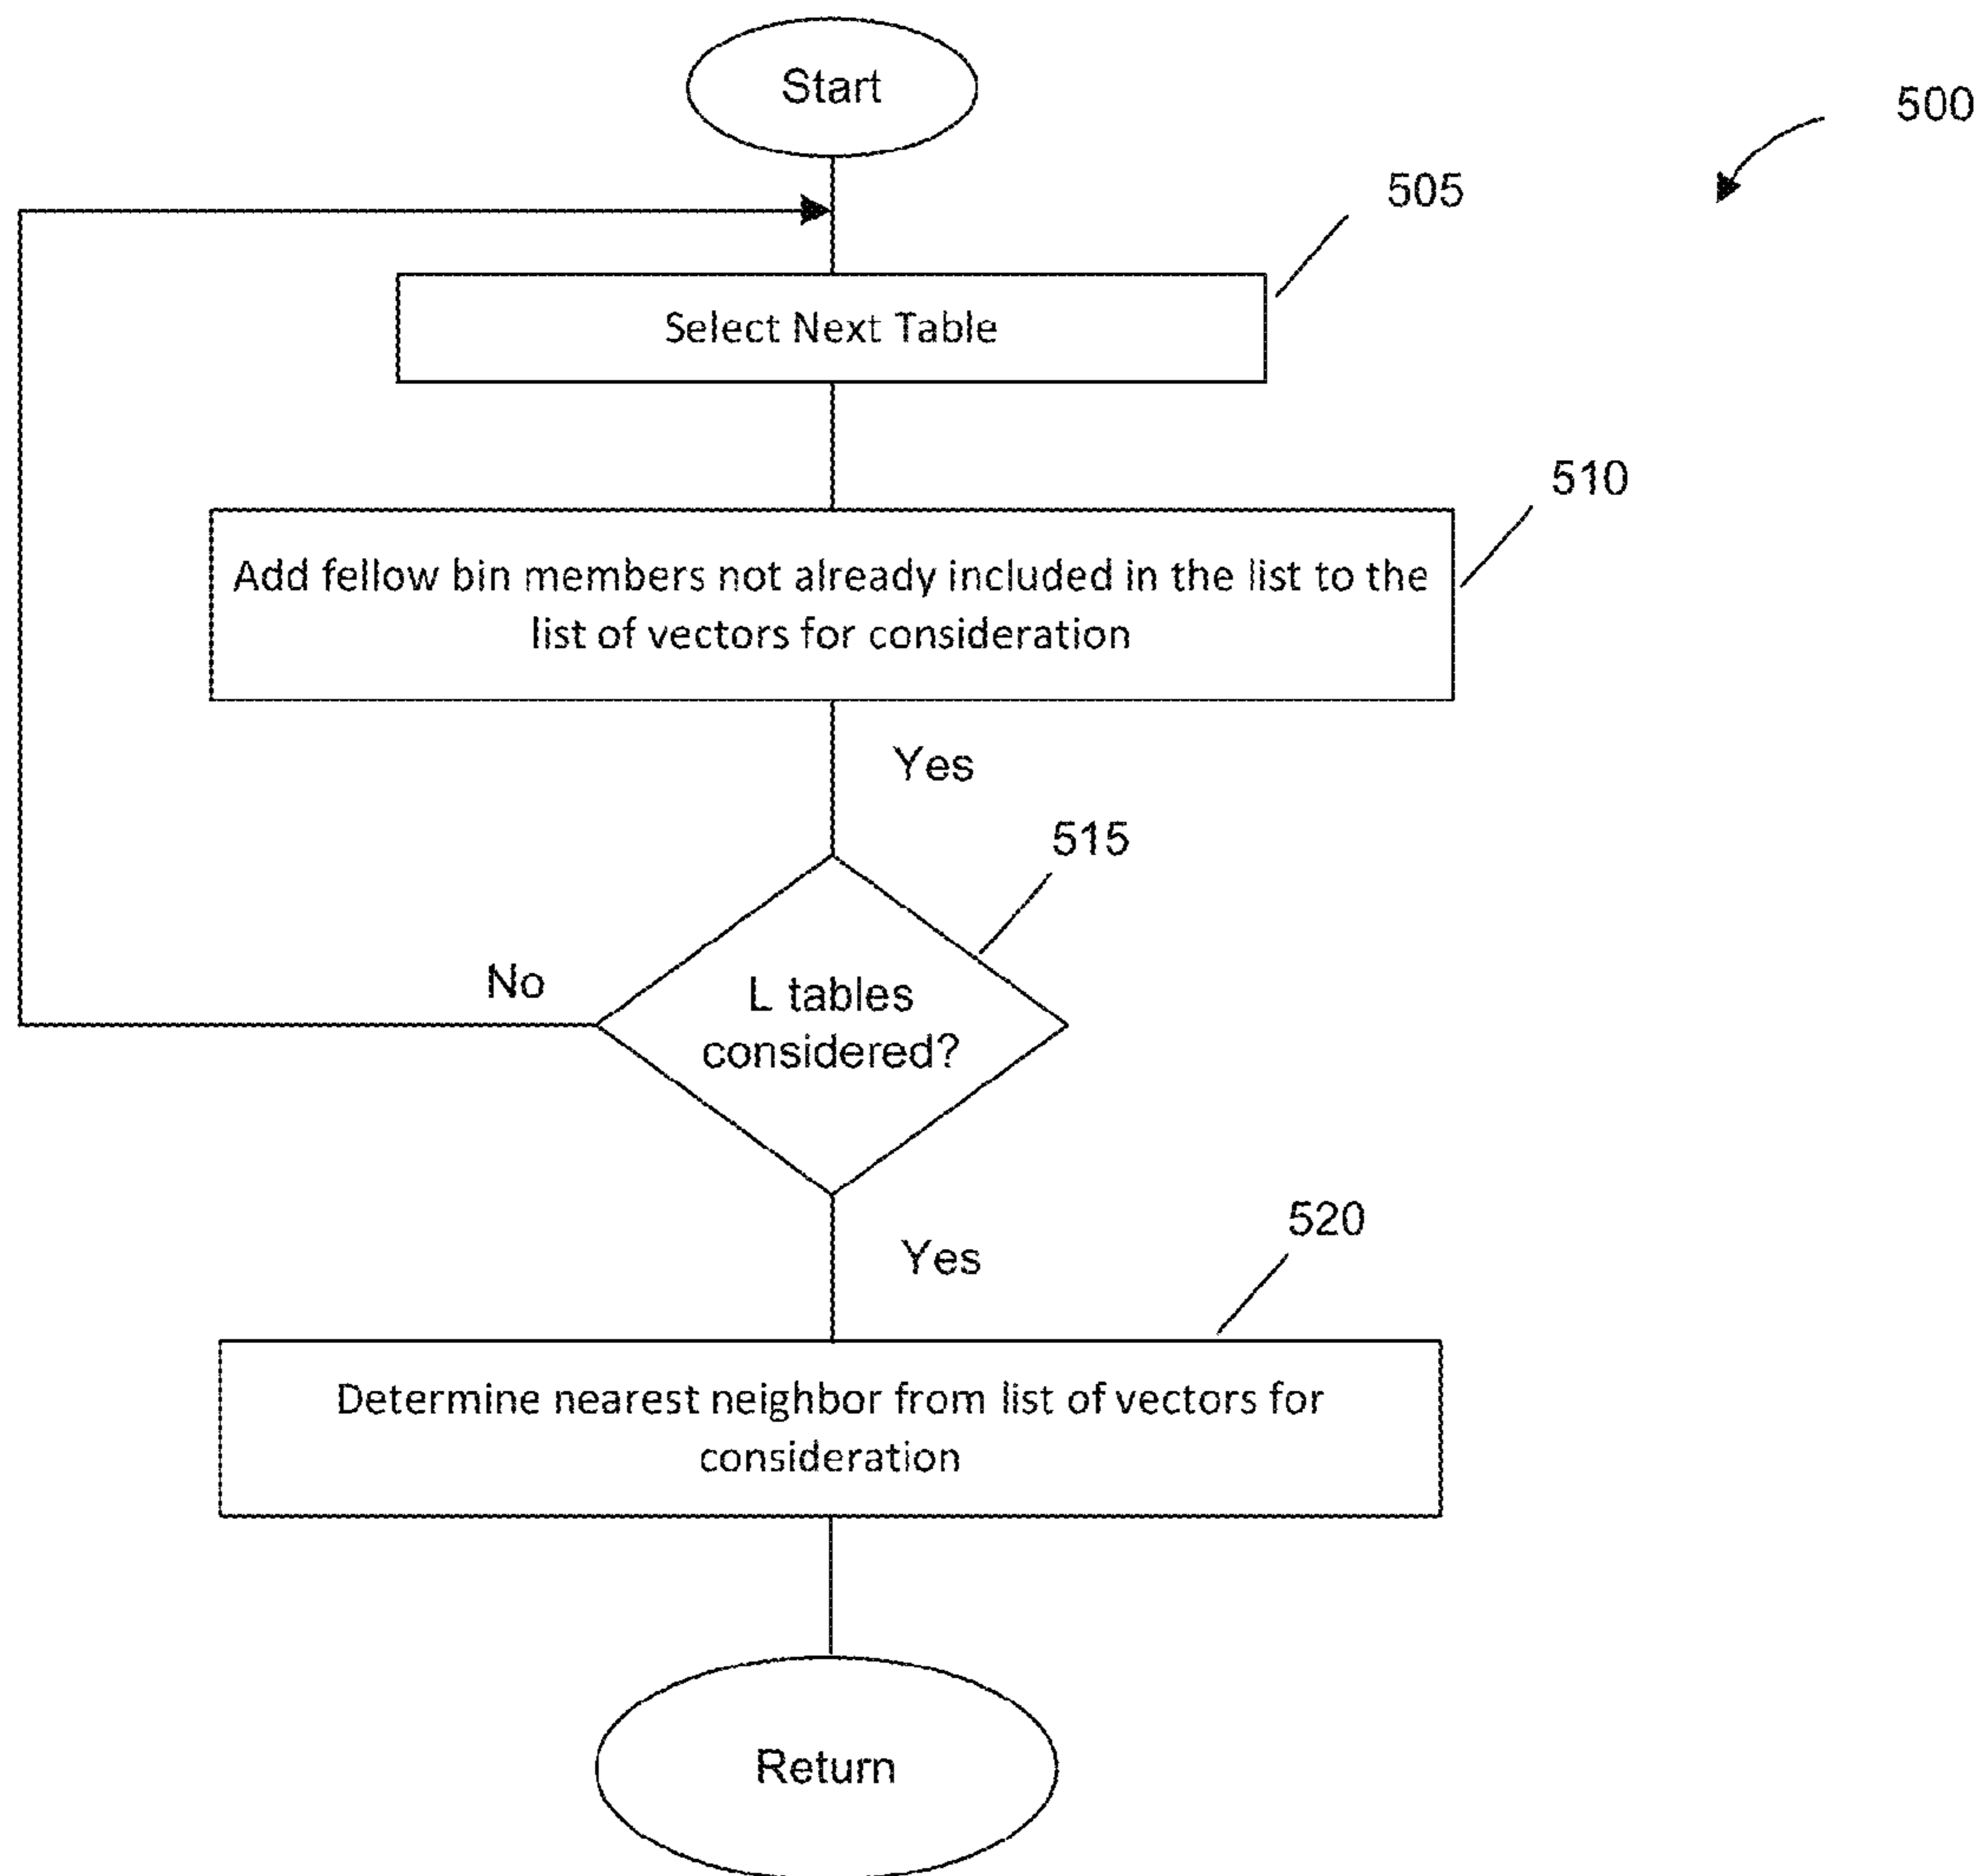 Start
500
505
Select Next Table
510
Add fellow bin members not already included in the list to the
list of vectors for consideration
Yes
515
No
L tables
considered?
520
Yes
Determine nearest neighbor from list of vectors for
consideration
Return